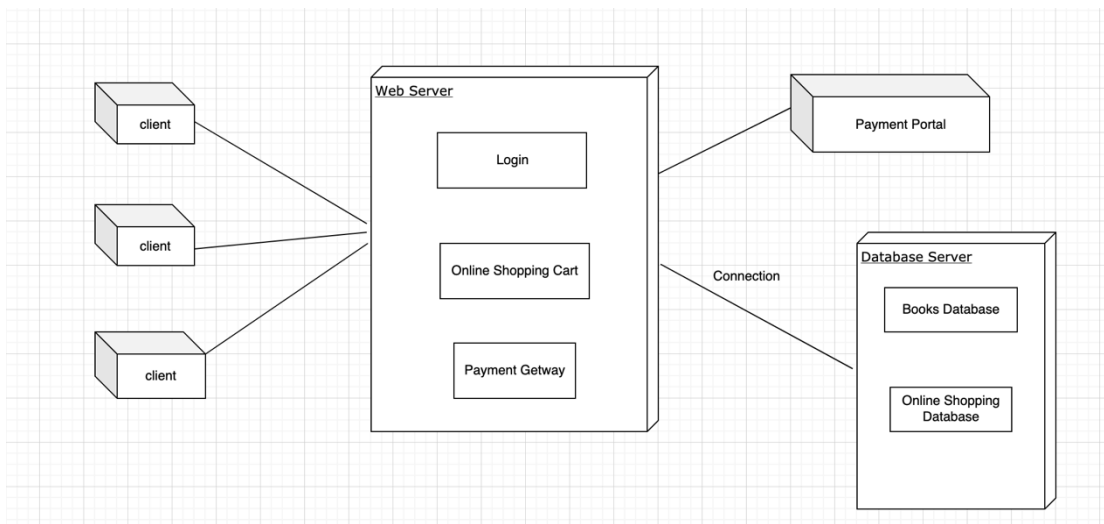 client
client
client
Web Server
Login
Online Shopping Cart
Payment Getway
Payment Portal
Connection
Database Server
Books Database
Online Shopping
Database